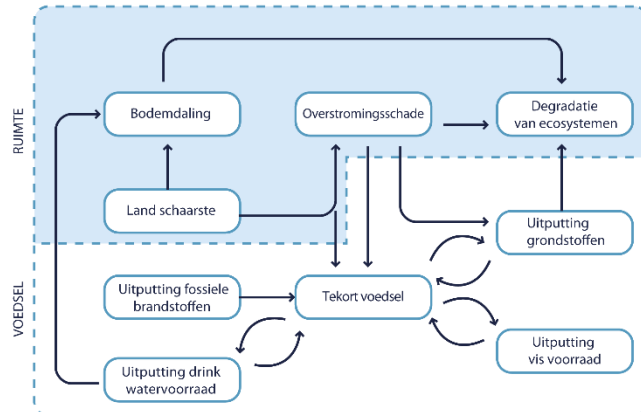 RUIMTE
Bodemdaling
Overstromingsschade
Degradatie
van ecosystemen
Land schaarste
Uitputting
grondstoffen
VOEDSEL
Uitputting fossiele
brandstoffen
Tekort voedsel
Uitputting drink
watervoorraad
Uitputting
vis voorraad